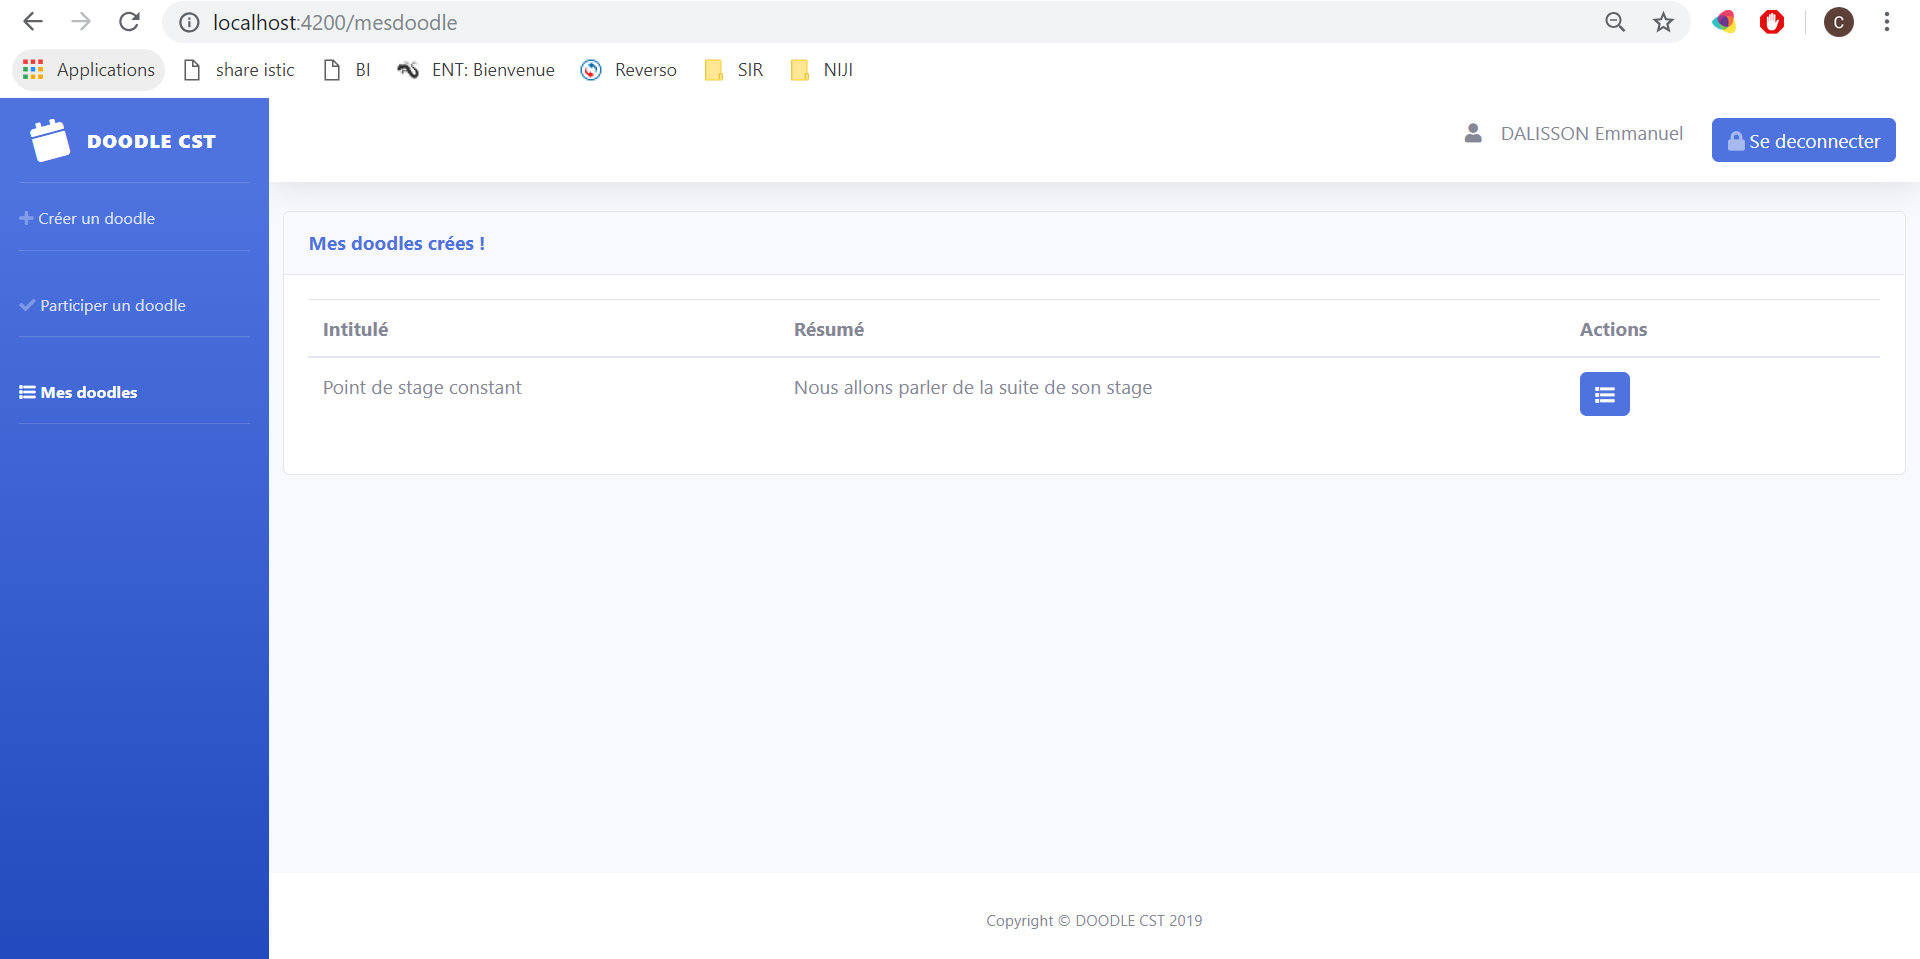 localhost:4200/mesdoodle
C
Applications share istic BI ENT: Bienvenue Reverso SIR NIJI
DOODLE CST
DALISSON Emmanuel Se deconnecter
Créer un doodle
Participer un doodle
Mes doodles
Mes doodles crées !
Intitulé Résumé Actions
Point de stage constant Nous allons parler de la suite de son stage
Copyright © DOODLE CST 2019